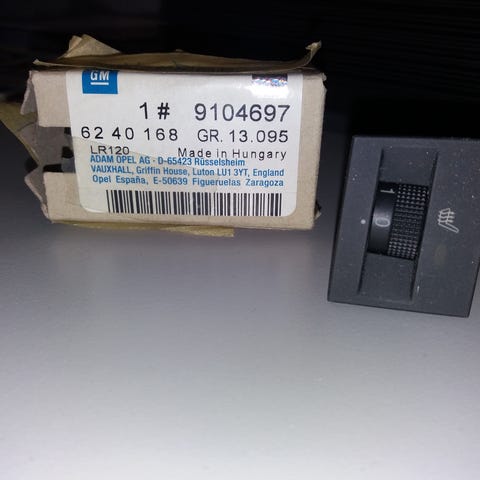 GM
1 # 9104697
62 40 168 GR. 13.095
LR120 Made in Hungary
ADAM OPEL AG - D-65423 Rüsselsheim
VAUXHALL, Griffin House, Luton LU1 3YT, England
Opel España, E-50639 Figueruelas Zaragoza
1
0